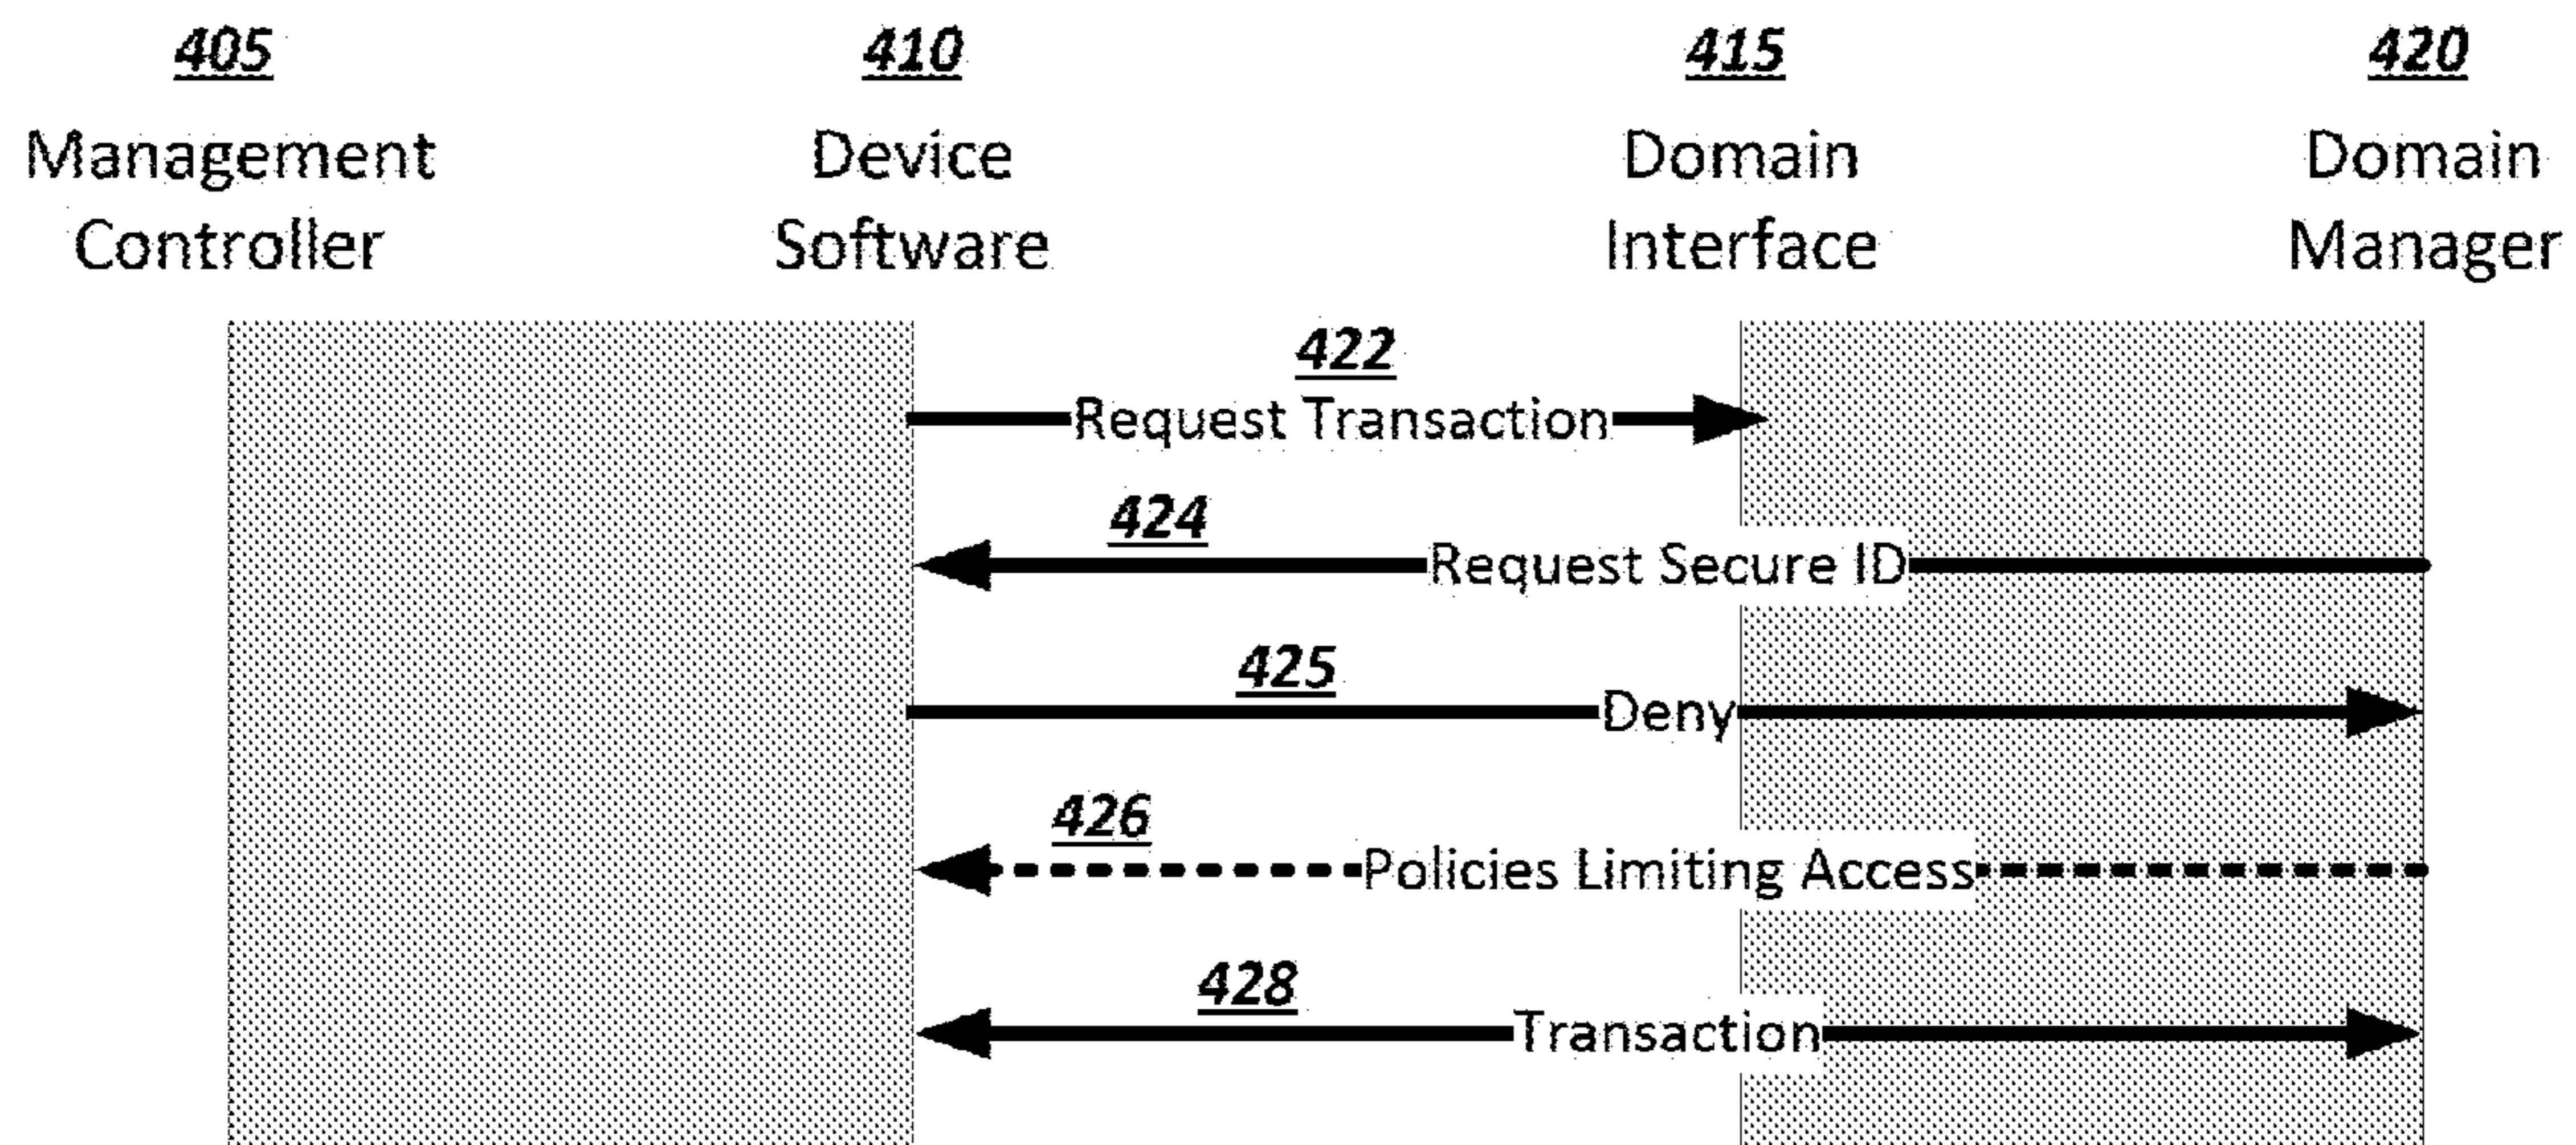 405 410 415 420
Management Device Domain Domain
Controller Software Interface Manager
422
Request Transaction
424
Request Secure ID
425
Deny
426
Policies Limiting Access
428
Transaction